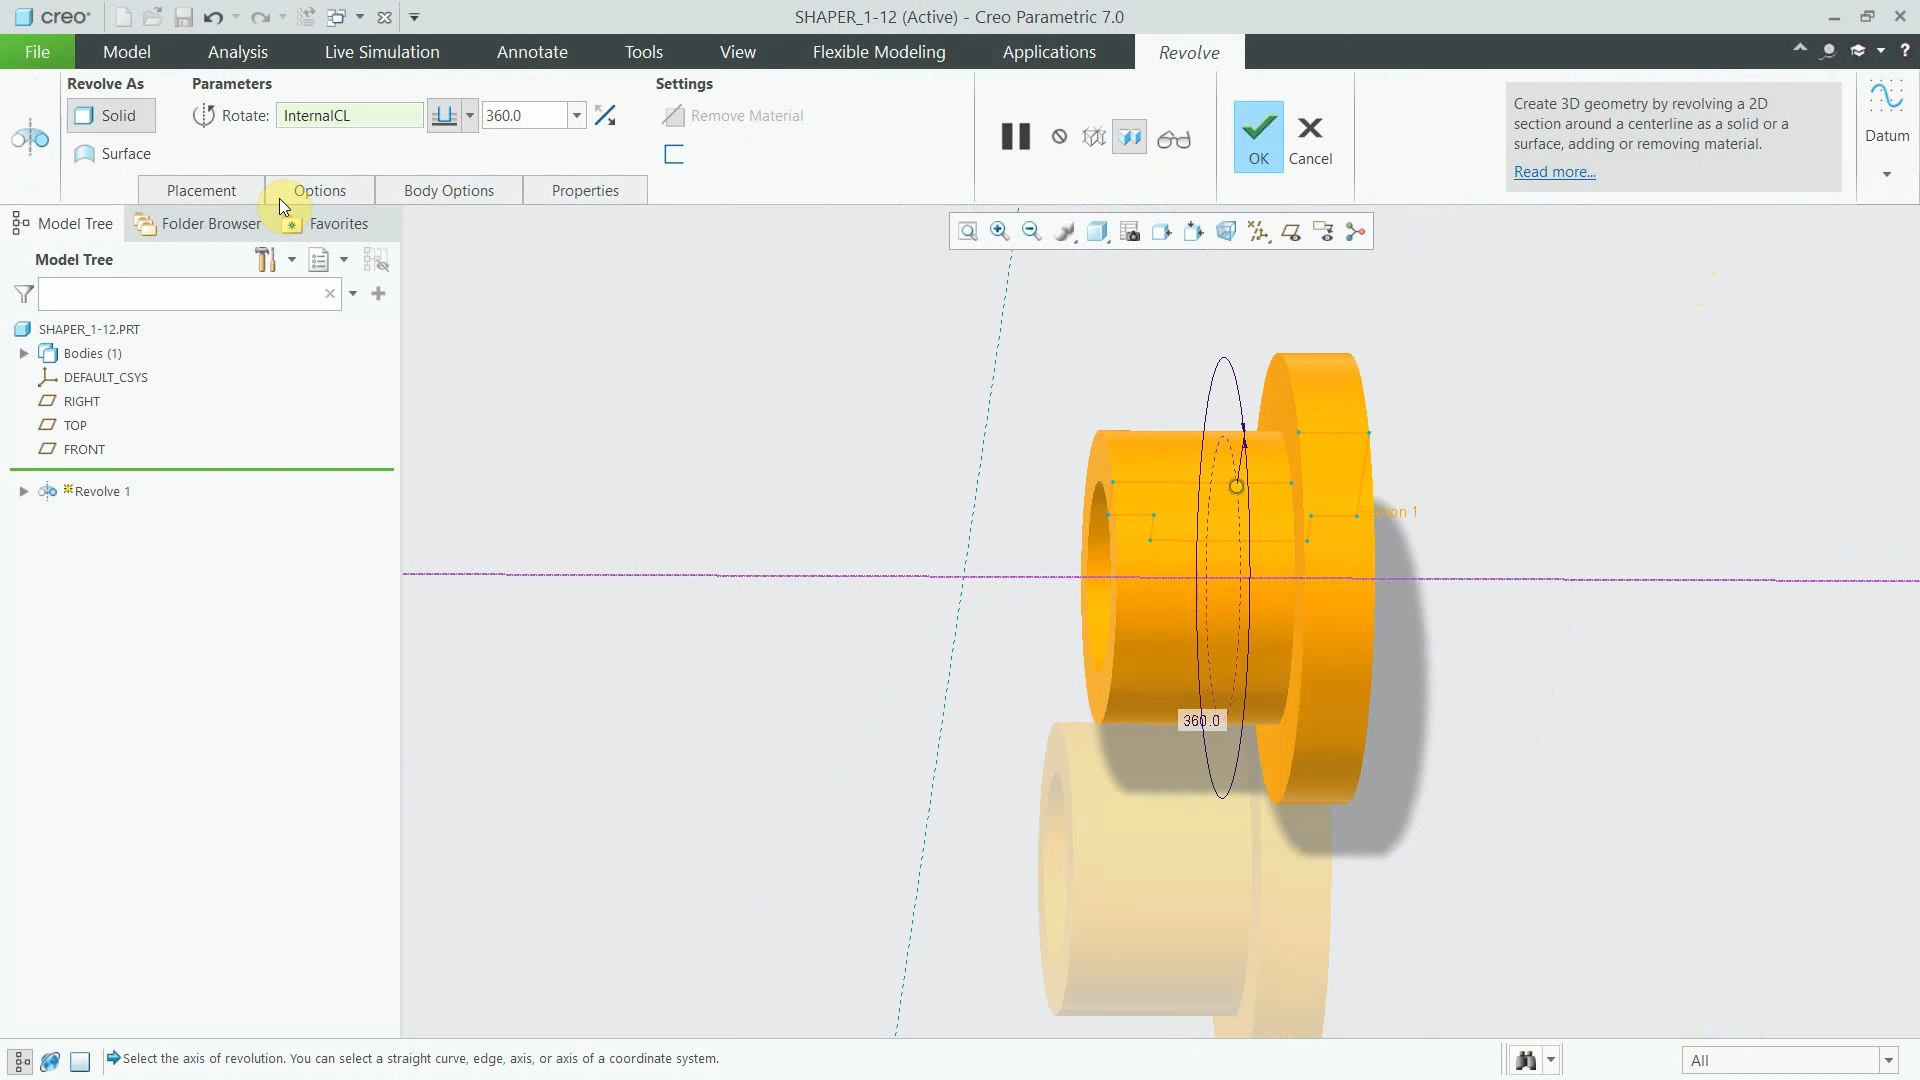 creo
SHAPER_1-12 (Active) - Creo Parametric 7.0
File
Model
Analysis
Live Simulation
Annotate
Tools
View
Flexible Modeling
Applications
Revolve
?
Revolve As
Parameters
Settings
Solid
Rotate:
InternalCL
360.0
Remove Material
Surface
OK
Cancel
Create 3D geometry by revolving a 2D
section around a centerline as a solid or a
surface, adding or removing material.
Read more...
Datum
Placement
Options
Body Options
Properties
Model Tree
Folder Browser
Favorites
Model Tree
SHAPER_1-12.PRT
Bodies (1)
DEFAULT_CSYS
RIGHT
TOP
FRONT
Revolve 1
1
360.0
Select the axis of revolution. You can select a straight curve, edge, axis, or axis of a coordinate system.
All